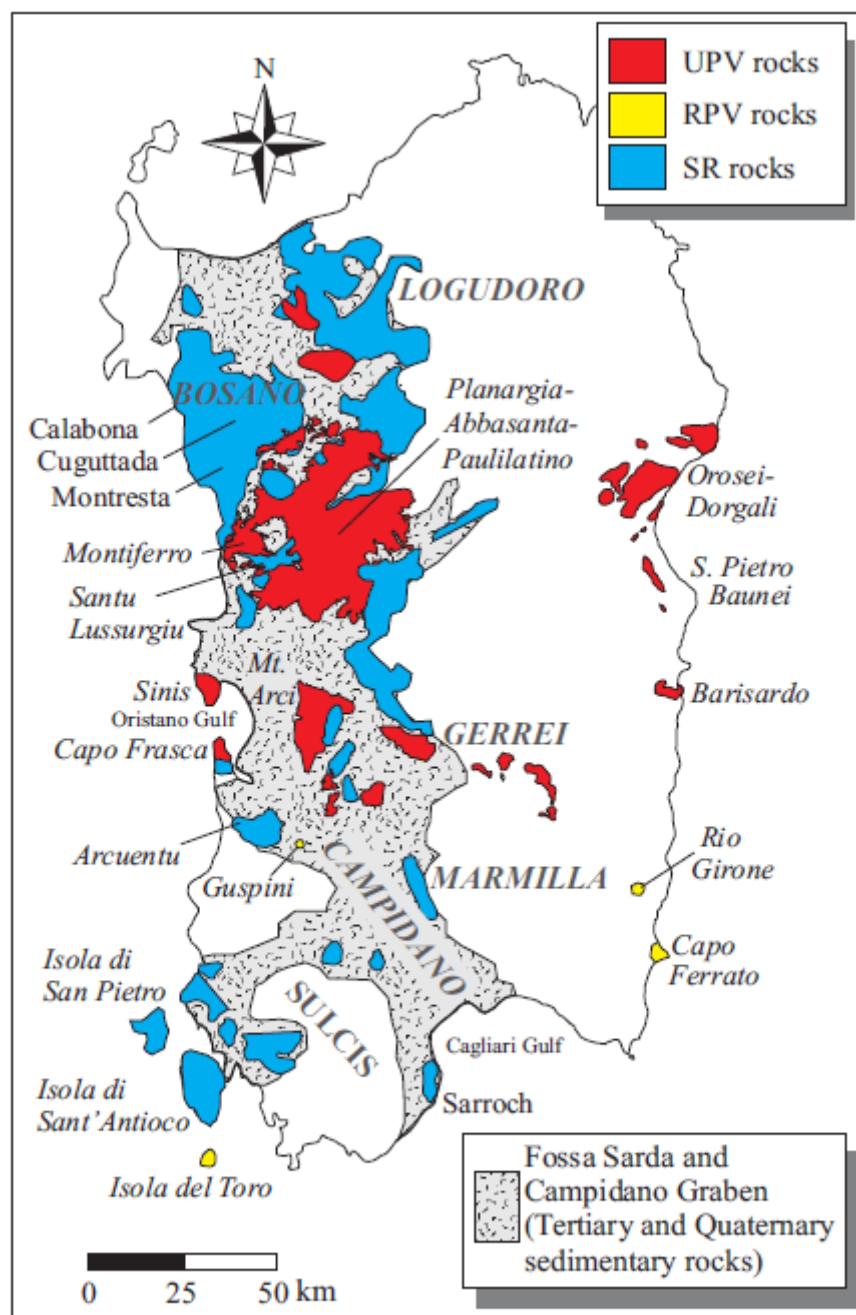 N
UPV rocks
RPV rocks
SR rocks
LOGUDORO
BOSANO
Planargia-
Abbasanta-
Paulilatino
Calabona
Cuguttada
Montresta
Orosei-
Dorgali
Montiferro
S. Pietro
Baunei
Santu
Lussurgiu
Mt.
Arci
Sinis
Barisardo
Oristano Gulf
Capo Frasca
GERREI
Arcuentu
Guspini
CAMPIDANO
MARMILLA
Rio
Girone
Capo
Ferrato
Isola di
San Pietro
SULCIS
Cagliari Gulf
Isola di
Sant'Antioco
Sarroch
Isola del Toro
Fossa Sarda and
Campidano Graben
(Tertiary and Quaternary
sedimentary rocks)
0 25 50 km